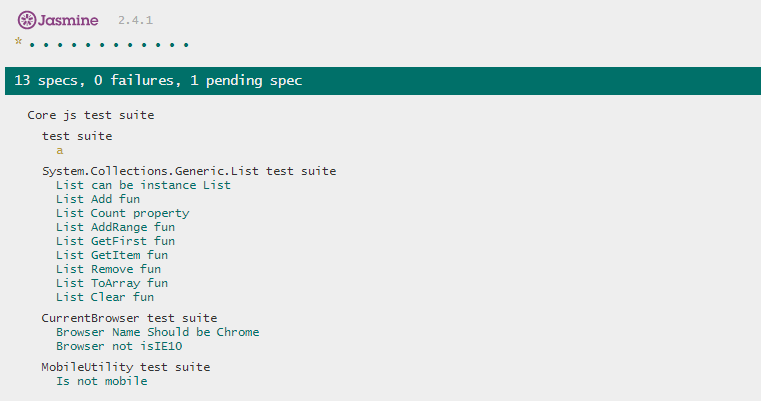 Jasmine 2.4.1
* • • • • • • • • • • • •
13 specs, 0 failures, 1 pending spec
Core js test suite
test suite
a
System.Collections.Generic.List test suite
List can be instance List
List Add fun
List Count property
List AddRange fun
List GetFirst fun
List GetItem fun
List Remove fun
List ToArray fun
List Clear fun
CurrentBrowser test suite
Browser Name Should be Chrome
Browser not isIE10
MobileUtility test suite
Is not mobile